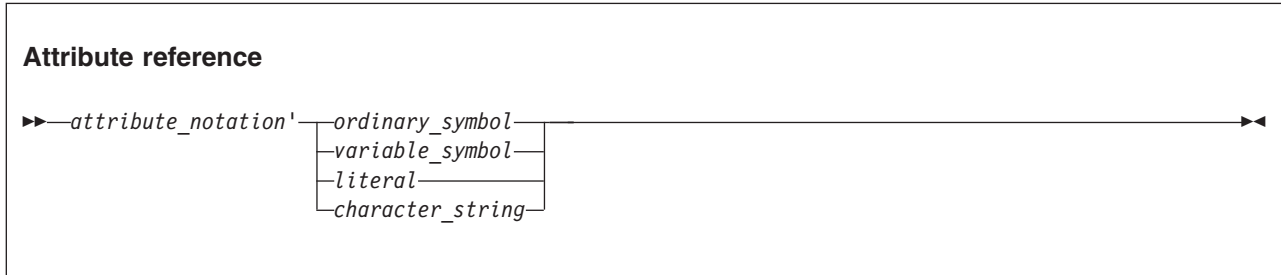 Attribute reference
attribute_notation' ordinary_symbol
variable_symbol
literal
character_string